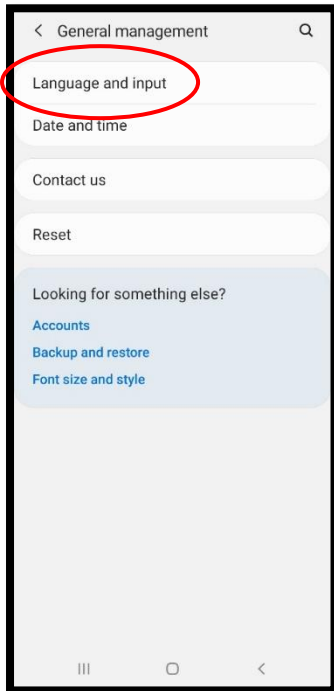 General management
Language and input
Date and time
Contact us
Reset
Looking for something else?
Accounts
Backup and restore
Font size and style